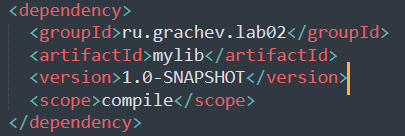 <dependency>
<groupId>ru.grachev.lab02</groupId>
<artifactId>mylib</artifactId>
<version>1.0-SNAPSHOT</version>
<scope>compile</scope>
</dependency>